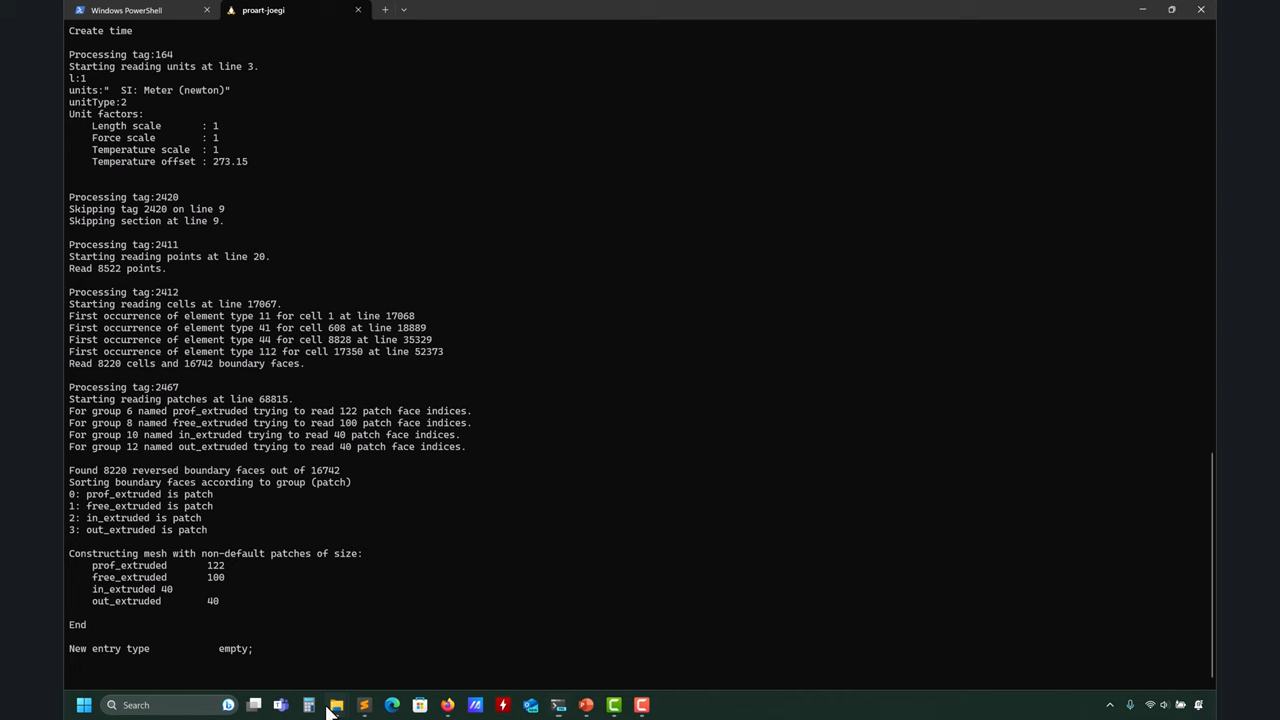 Windows PowerShell
proart-joegi
Create time
Processing tag:164
Starting reading units at line 3.
l:1
units:"  SI: Meter (newton)"
unitType:2
Unit factors:
    Length scale       : 1
    Force scale        : 1
    Temperature scale  : 1
    Temperature offset : 273.15
Processing tag:2420
Skipping tag 2420 on line 9
Skipping section at line 9.
Processing tag:2411
Starting reading points at line 20.
Read 8522 points.
Processing tag:2412
Starting reading cells at line 17067.
First occurrence of element type 11 for cell 1 at line 17068
First occurrence of element type 41 for cell 608 at line 18889
First occurrence of element type 44 for cell 8828 at line 35329
First occurrence of element type 112 for cell 17350 at line 52373
Read 8220 cells and 16742 boundary faces.
Processing tag:2467
Starting reading patches at line 68815.
For group 6 named prof_extruded trying to read 122 patch face indices.
For group 8 named free_extruded trying to read 100 patch face indices.
For group 10 named in_extruded trying to read 40 patch face indices.
For group 12 named out_extruded trying to read 40 patch face indices.
Found 8220 reversed boundary faces out of 16742
Sorting boundary faces according to group (patch)
0: prof_extruded is patch
1: free_extruded is patch
2: in_extruded is patch
3: out_extruded is patch
Constructing mesh with non-default patches of size:
    prof_extruded       122
    free_extruded       100
    in_extruded 40
    out_extruded        40
End
New entry type            empty;
Search